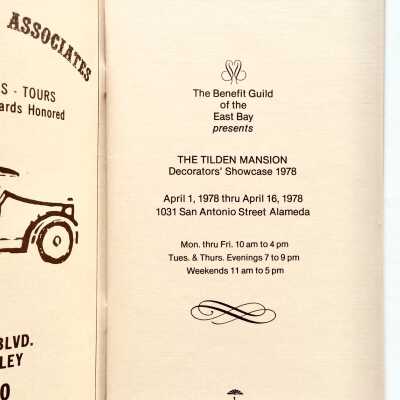 ASSOCIATES
S - TOURS
ards Honored
BLVD.
LEY
0
The Benefit Guild
of the
East Bay
presents
THE TILDEN MANSION
Decorators' Showcase 1978
April 1, 1978 thru April 16, 1978
1031 San Antonio Street Alameda
Mon. thru Fri. 10 am to 4 pm
Tues. & Thurs. Evenings 7 to 9 pm
Weekends 11 am to 5 pm